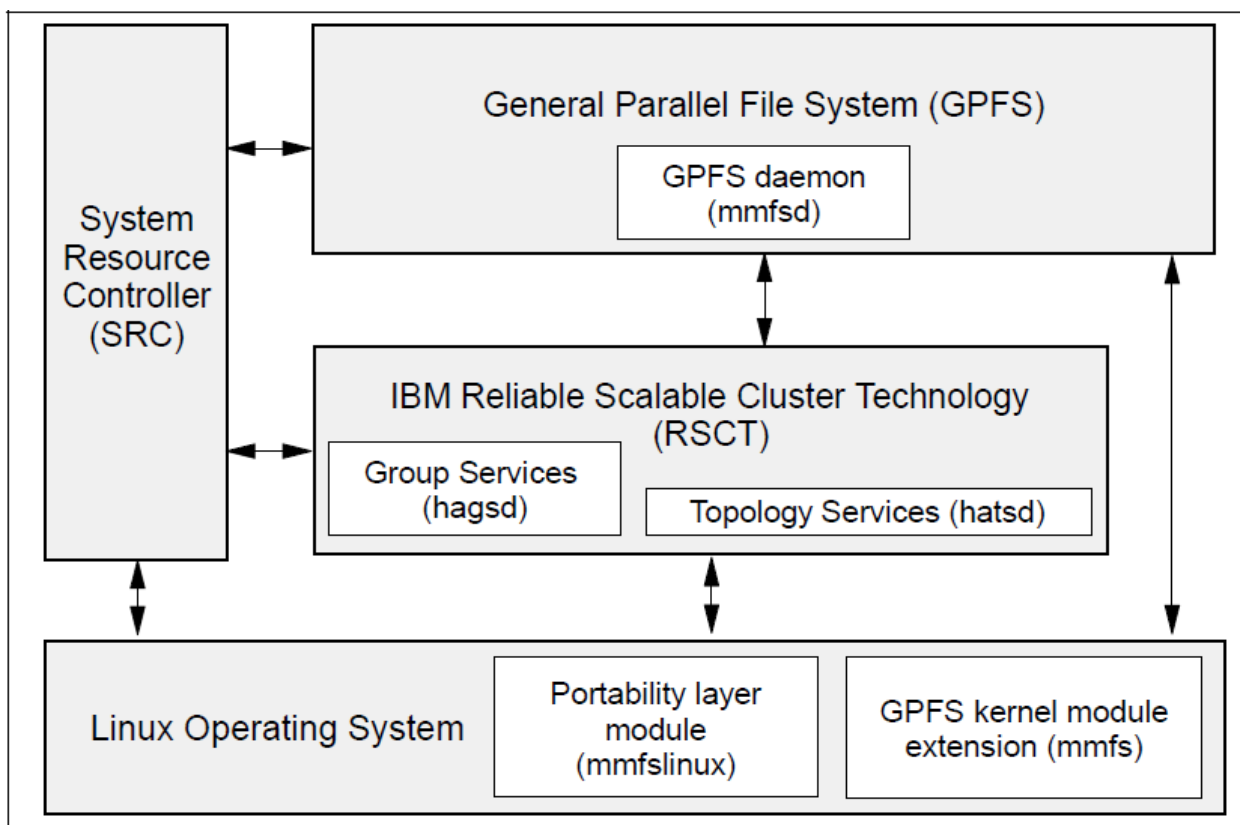 System
Resource
Controller
(SRC)
General Parallel File System (GPFS)
GPFS daemon
(mmfsd)
IBM Reliable Scalable Cluster Technology
(RSCT)
Group Services
(hagsd)
Topology Services (hatsd)
Linux Operating System
Portability layer
module
(mmfslinux)
GPFS kernel module
extension (mmfs)